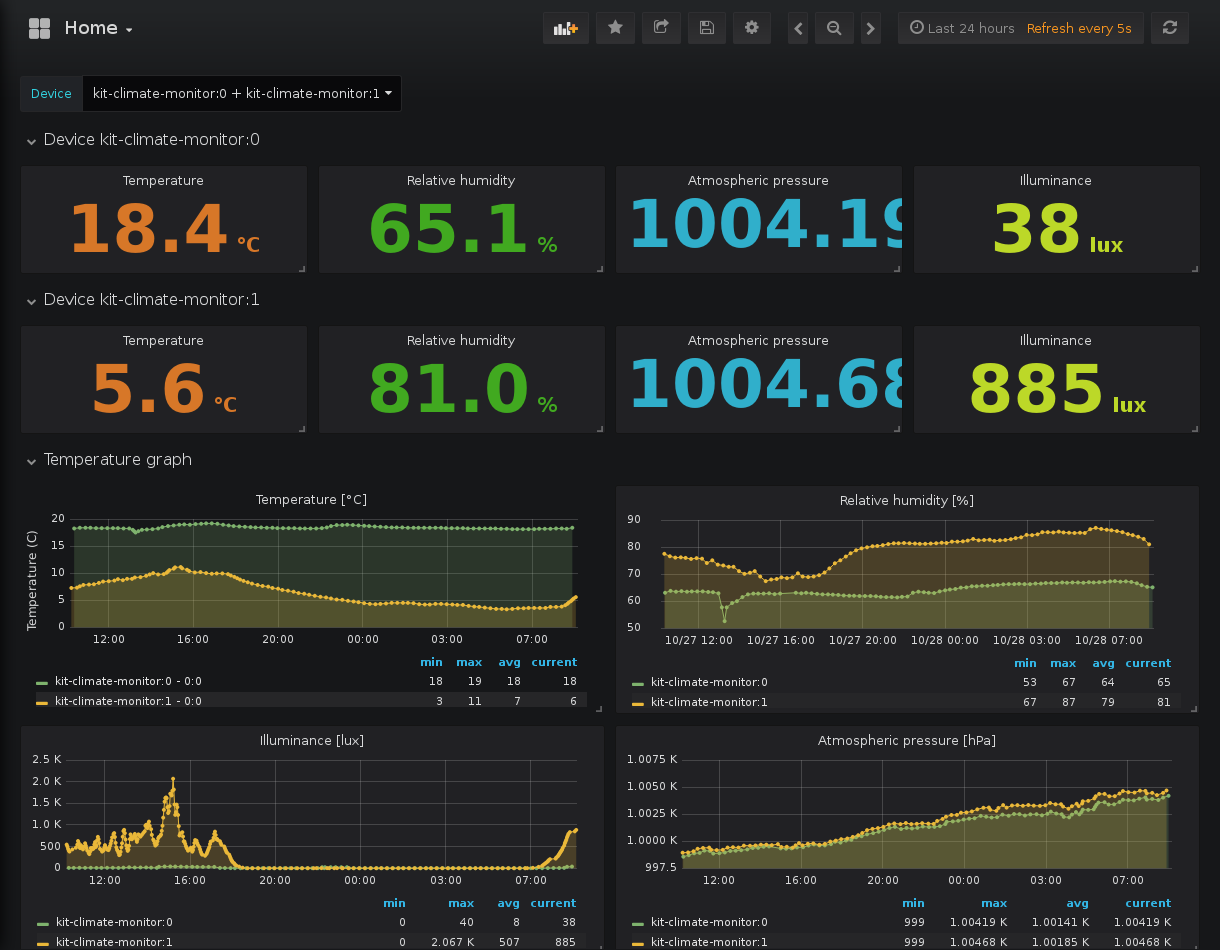 Home
Last 24 hours Refresh every 5s
Device kit-climate-monitor:0 + kit-climate-monitor:1
Device kit-climate-monitor:0
Temperature Relative humidity Atmospheric pressure Illuminance
18.4 °C 65.1 % 1004.19 38 lux
Device kit-climate-monitor:1
Temperature Relative humidity Atmospheric pressure Illuminance
5.6 °C 81.0 % 1004.68 885 lux
Temperature graph
Temperature [°C]
Temperature (C)
20
15
10
5
0
12:00 16:00 20:00 00:00 03:00 07:00
min max avg current
kit-climate-monitor:0 - 0:0 18 19 18 18
kit-climate-monitor:1 - 0:0 3 11 7 6
Relative humidity [%]
90
80
70
60
50
10/27 12:00 10/27 16:00 10/27 20:00 10/28 00:00 10/28 03:00 10/28 07:00
min max avg current
kit-climate-monitor:0 53 67 64 65
kit-climate-monitor:1 67 87 79 81
Illuminance [lux]
2.5 K
2.0 K
1.5 K
1.0 K
500
0
12:00 16:00 20:00 00:00 03:00 07:00
min max avg current
kit-climate-monitor:0 0 40 8 38
kit-climate-monitor:1 0 2.067 K 507 885
Atmospheric pressure [hPa]
1.0075 K
1.0050 K
1.0025 K
1.0000 K
997.5
12:00 16:00 20:00 00:00 03:00 07:00
min max avg current
kit-climate-monitor:0 999 1.00419 K 1.00141 K 1.00419 K
kit-climate-monitor:1 999 1.00468 K 1.00185 K 1.00468 K